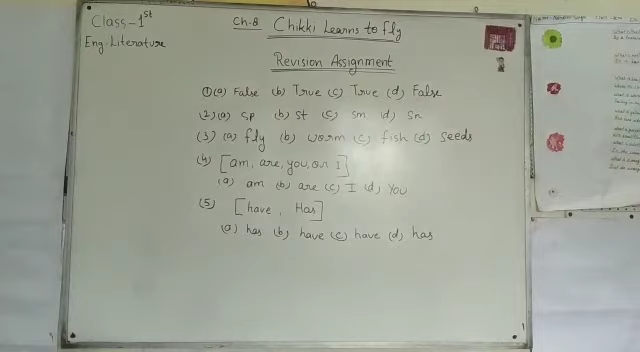 Class-1st
Eng. Literature
Ch-8 Chikki Learns to fly
Revision Assignment
1) (a) False (b) True (c) True (d) False
(2) (a) sp (b) st (c) sm (d) sn
(3) (a) fly (b) worm (c) fish (d) seeds
(4) [am, are, you, or I]
(a) am (b) are (c) I (d) You
(5) [have, Has]
(a) has (b) have (c) have (d) has